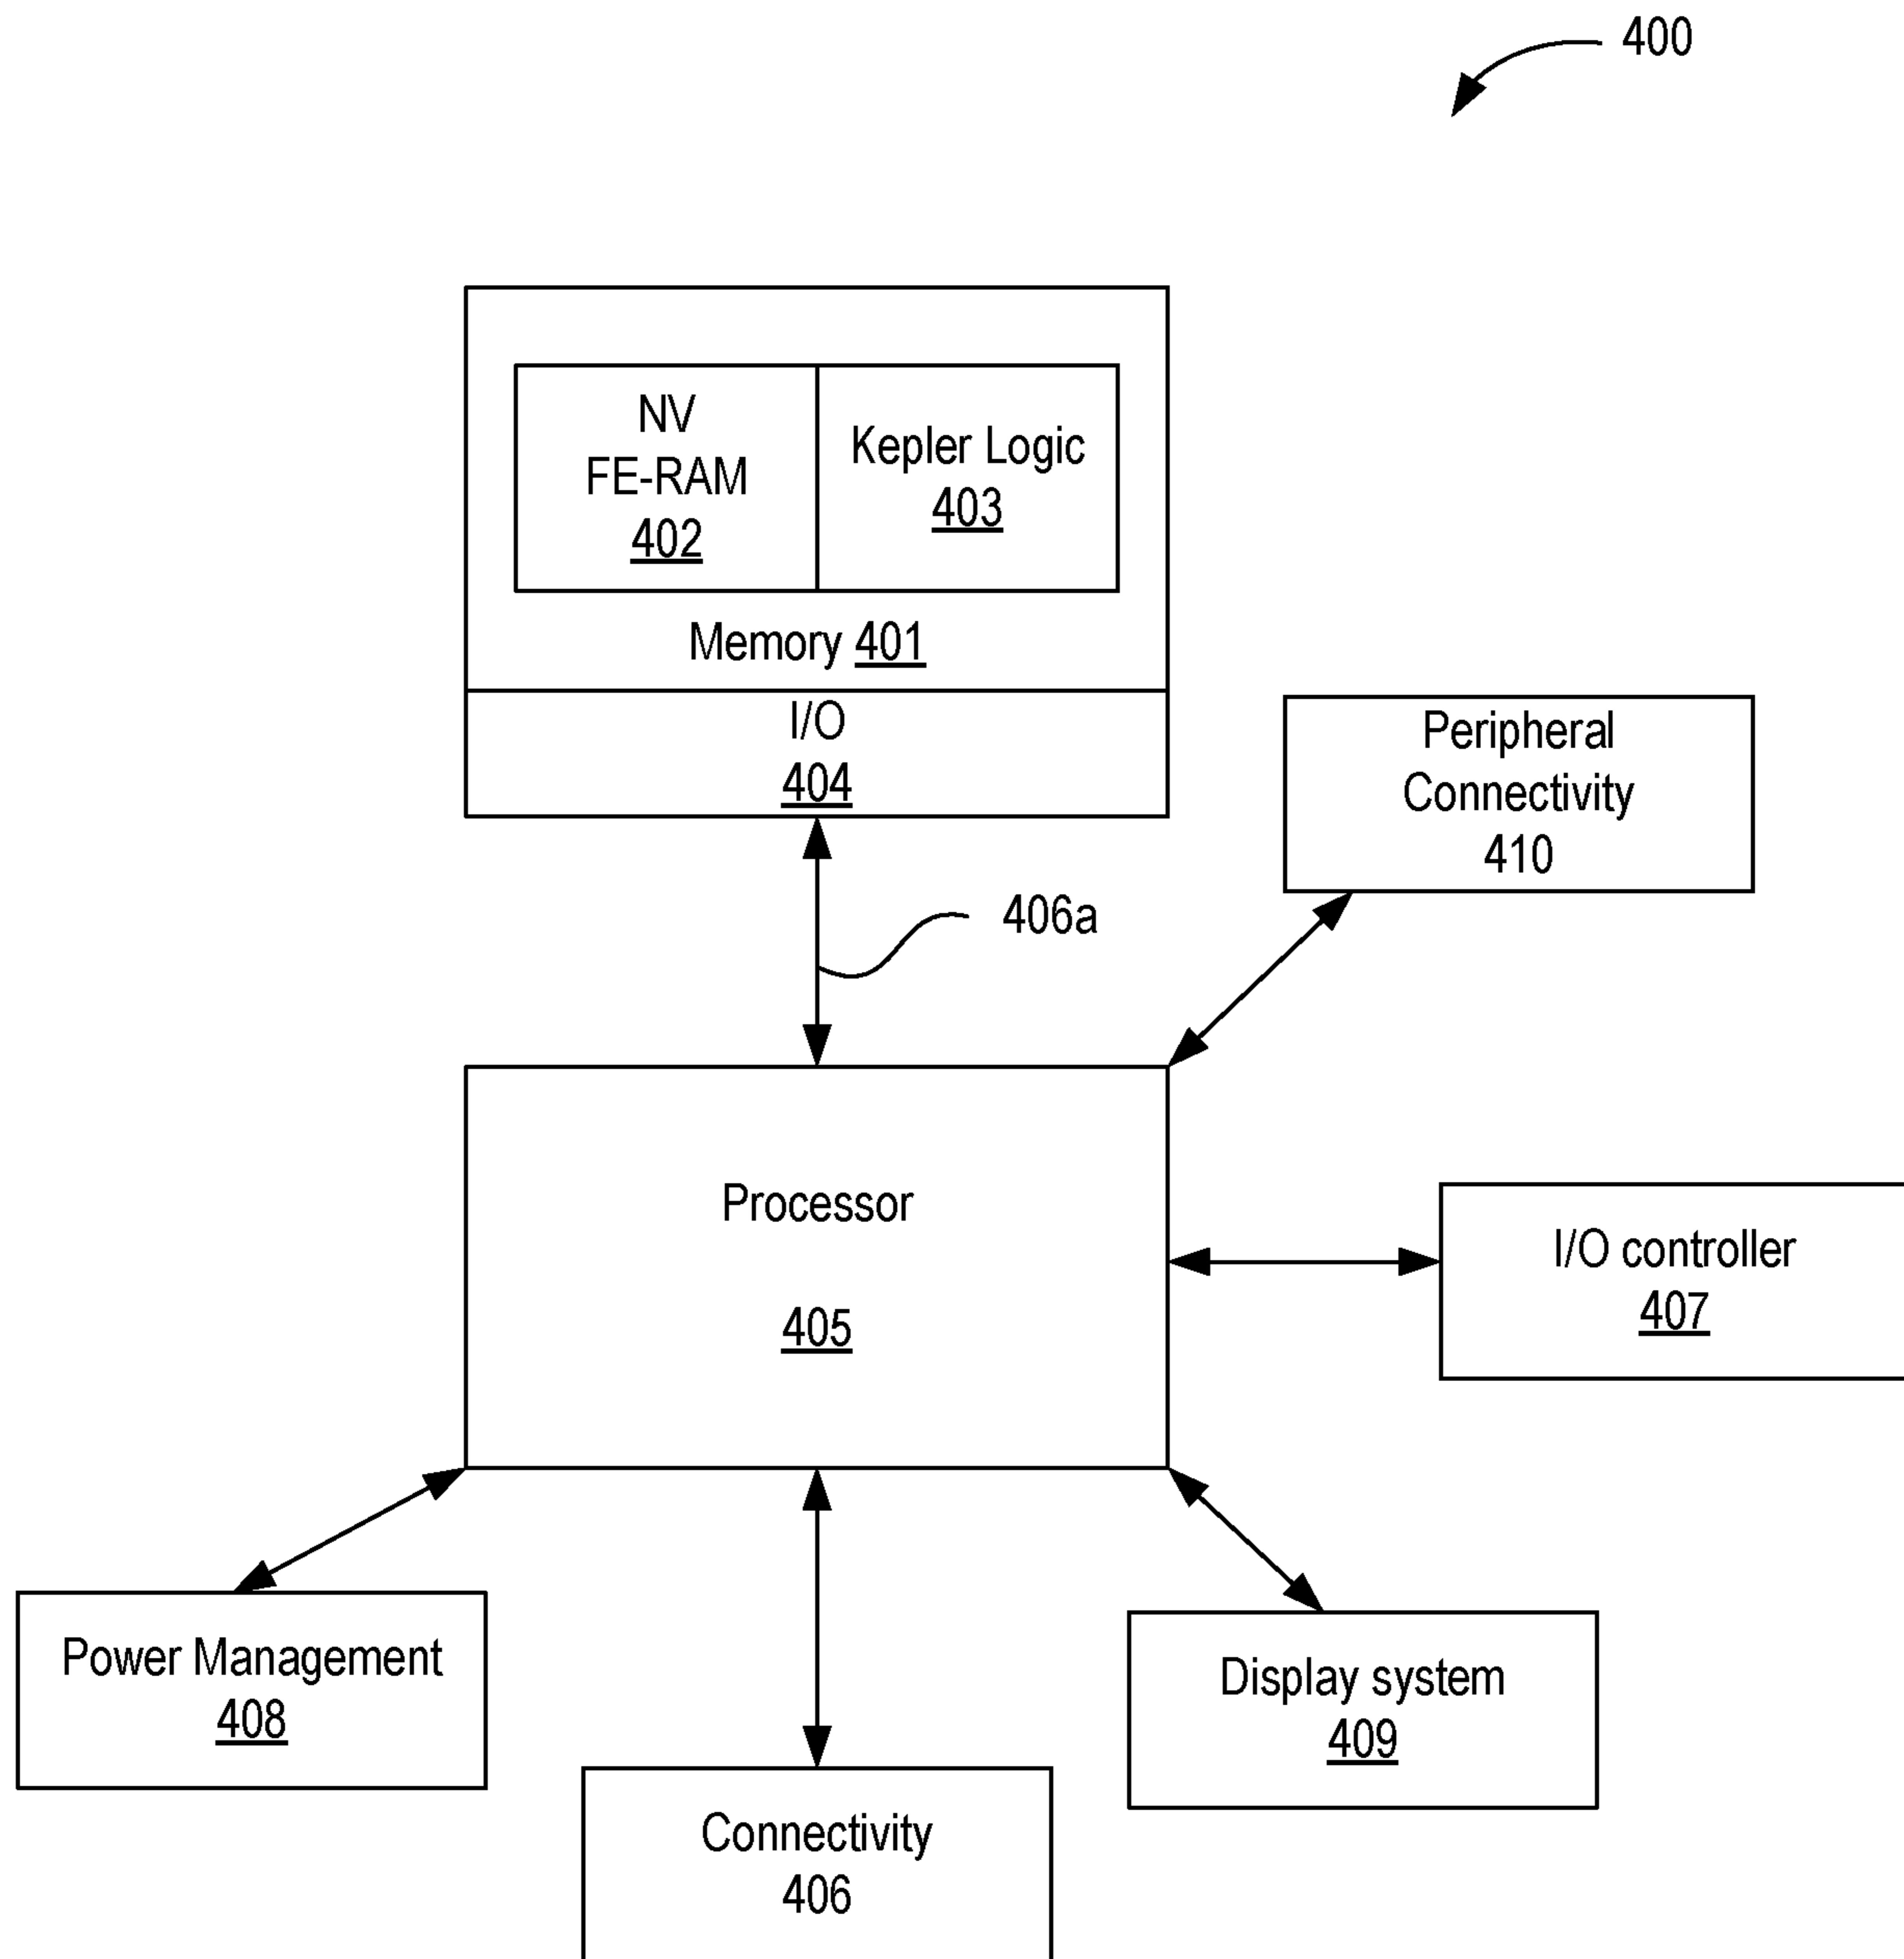 400
NV
FE-RAM
402
Kepler Logic
403
Memory 401
I/O
404
Peripheral
Connectivity
410
406a
Processor
405
I/O controller
407
Power Management
408
Display system
409
Connectivity
406